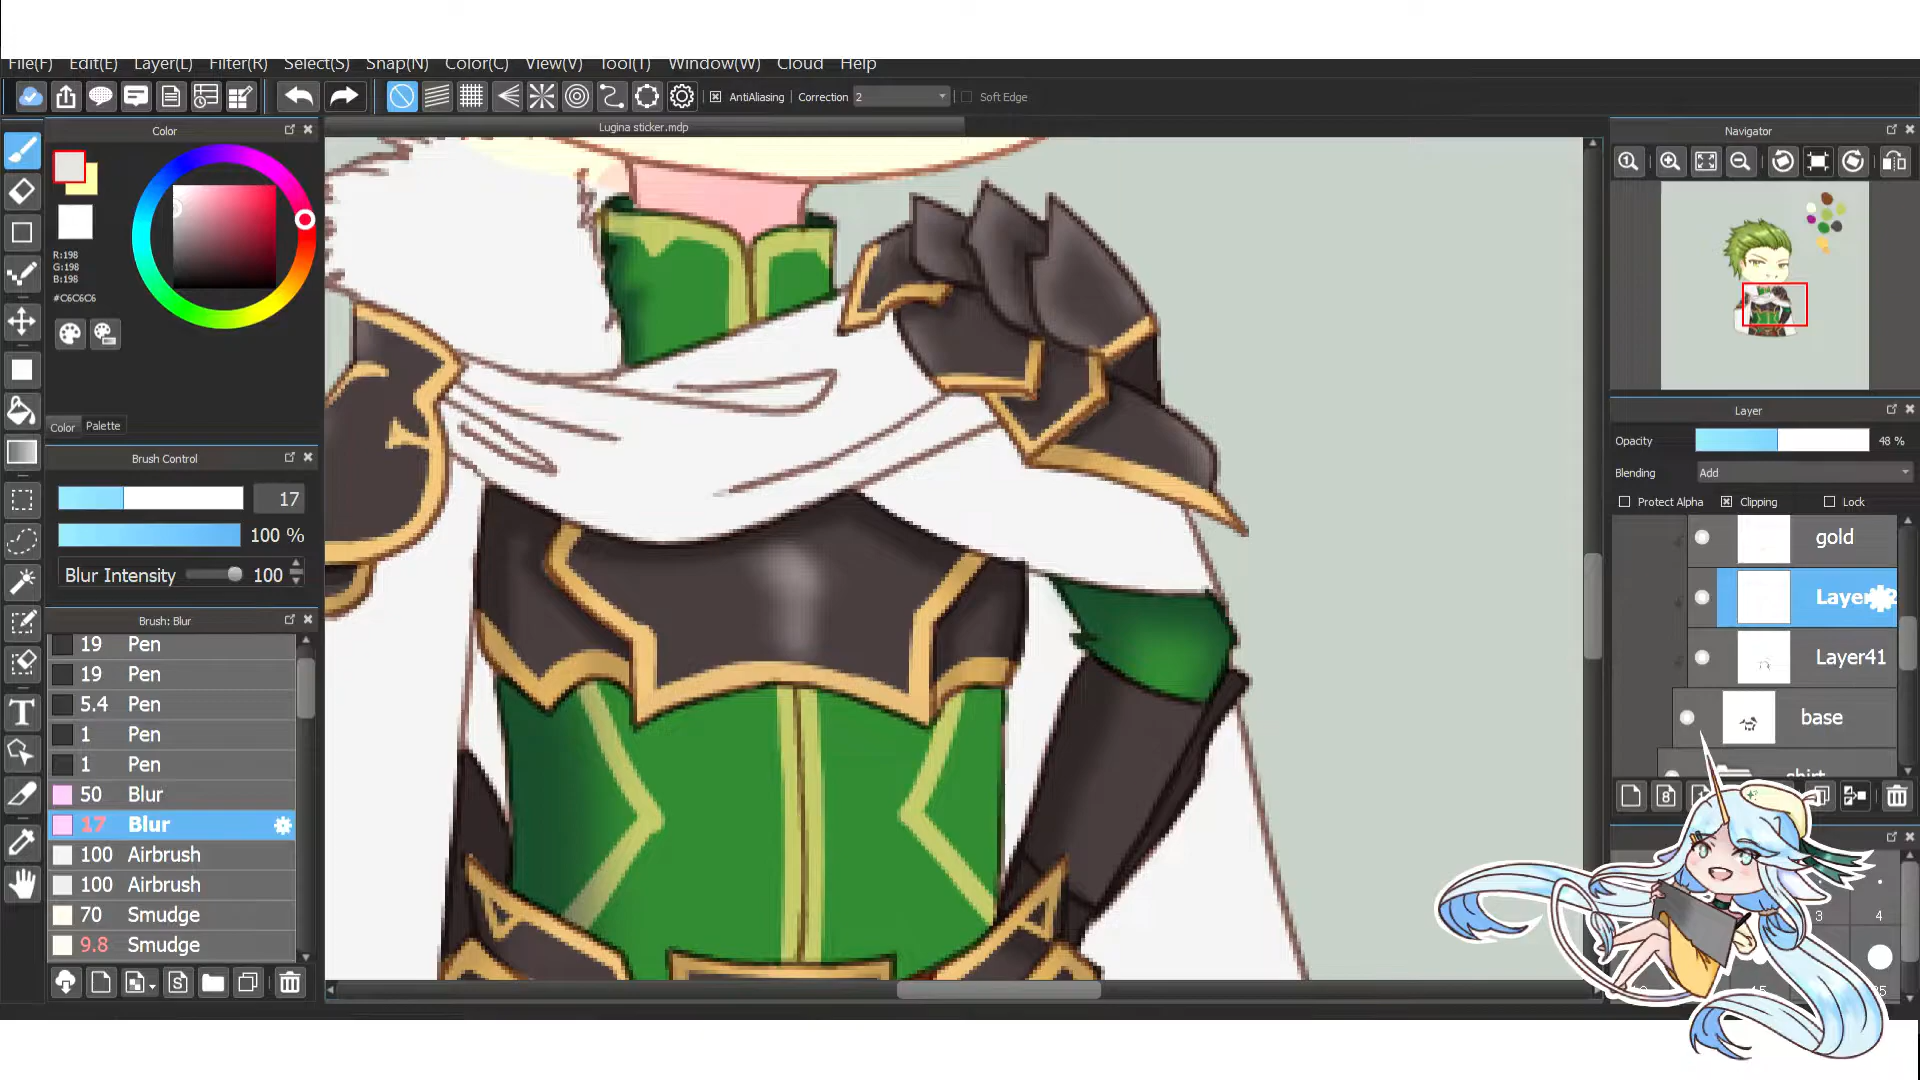 File(F) Edit(E) Layer(L) Filter(R) Select(S) Snap(N) Color(C) View(V) Tool(T) Window(W) Cloud Help
AntiAliasing Correction 2 Soft Edge
Color
Lugina sticker.mdp
Navigator
R:198
G:198
B:198
#C6C6C6
Color Palette
Brush Control
17
100 %
Blur Intensity 100
Brush: Blur
19 Pen
19 Pen
5.4 Pen
1 Pen
1 Pen
50 Blur
17 Blur
100 Airbrush
100 Airbrush
70 Smudge
9.8 Smudge
Layer
Opacity 48 %
Blending Add
Protect Alpha Clipping Lock
gold
Layer
Layer41
base
3 4